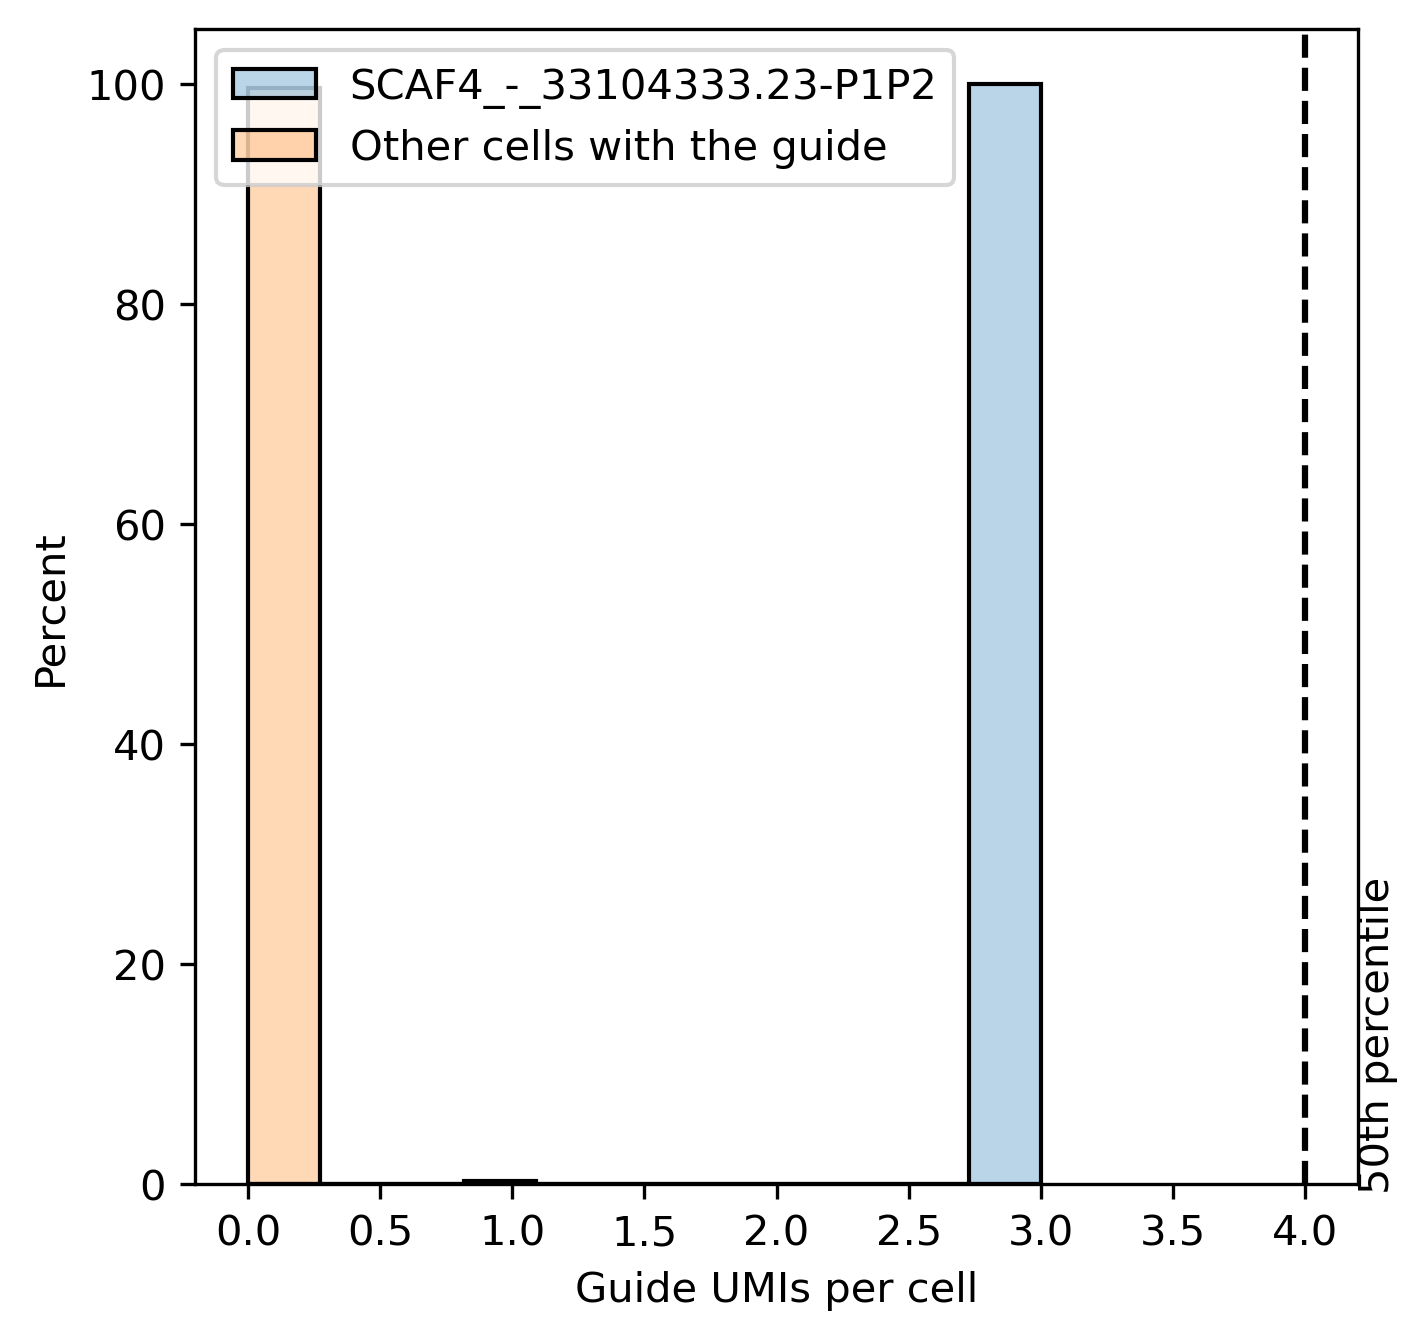 SCAF4_-_33104333.23-P1P2
Other cells with the guide
100
80
60
40
20
0
Percent
0.0 0.5 1.0 1.5 2.0 2.5 3.0 3.5 4.0
Guide UMIs per cell
50th percentile